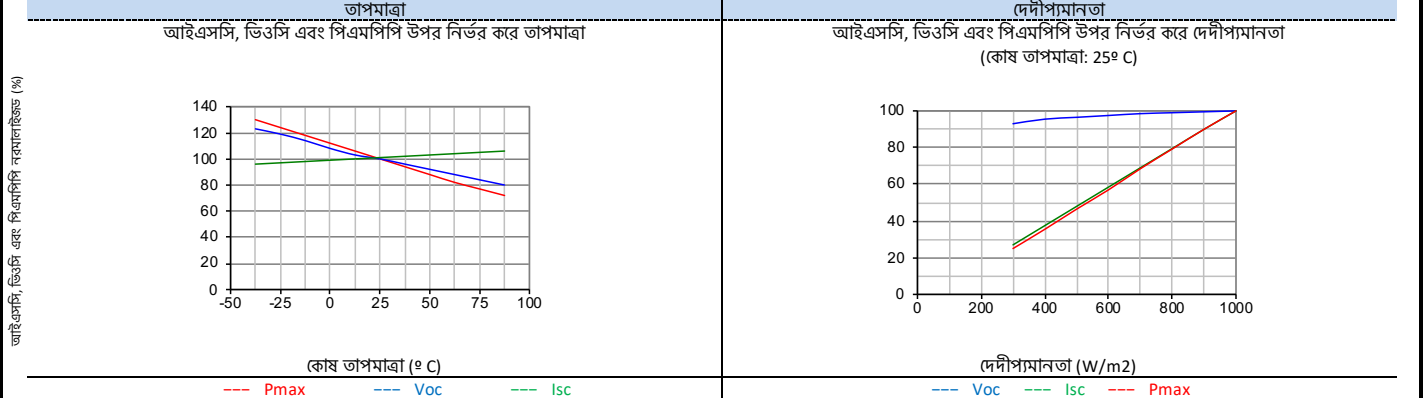 তাপমাত্রা
আইএসসি, ভিওসি এবং পিএমপিপি উপর নির্ভর করে তাপমাত্রা
আইএসসি, ভিওসি এবং পিএমপিপি নরমালাইজড (%)
140
120
100
80
60
40
20
0
-50 -25 0 25 50 75 100
কোষ তাপমাত্রা (º C)
--- Pmax --- Voc --- Isc
দেদীপ্যমানতা
আইএসসি, ভিওসি এবং পিএমপিপি উপর নির্ভর করে দেদীপ্যমানতা
(কোষ তাপমাত্রা: 25º C)
100
80
60
40
20
0
0 200 400 600 800 1000
দেদীপ্যমানতা (W/m2)
--- Voc --- Isc --- Pmax